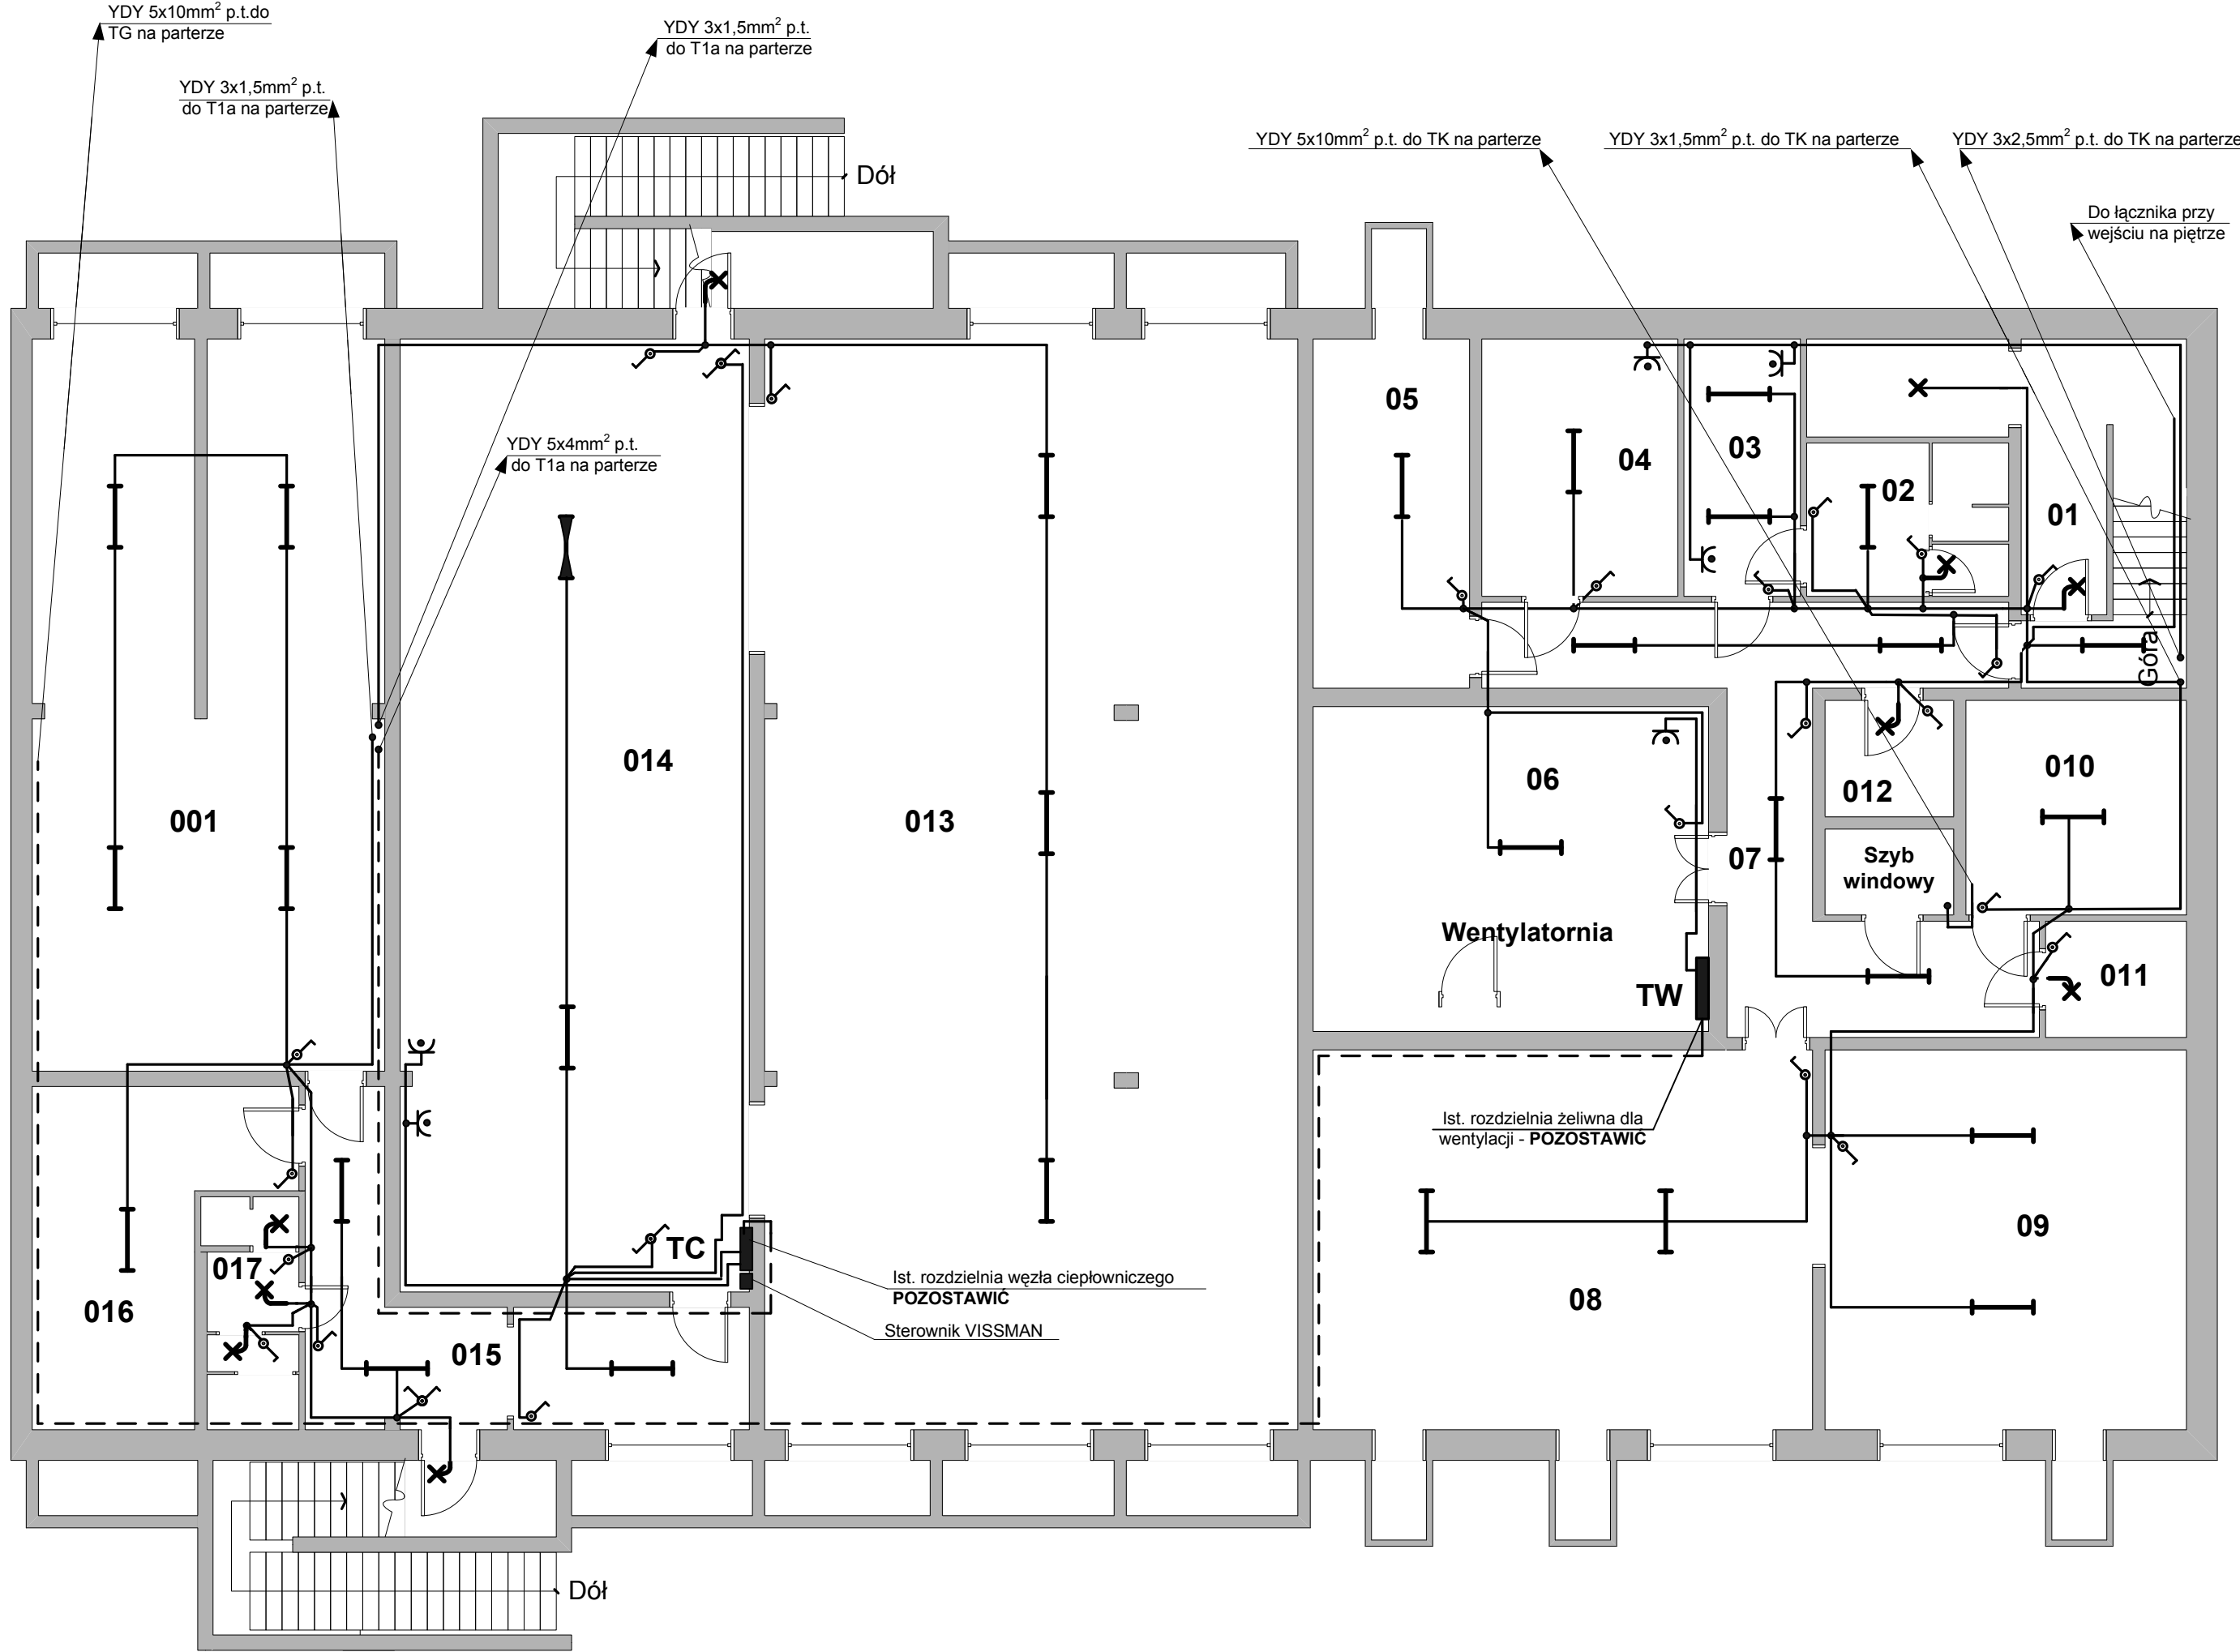 YDY 5x10mm² p.t.do
TG na parterze
YDY 3x1,5mm² p.t.
do T1a na parterze
YDY 3x1,5mm² p.t.
do T1a na parterze
YDY 5x10mm² p.t. do TK na parterze
YDY 3x1,5mm² p.t. do TK na parterze
YDY 3x2,5mm² p.t. do TK na parterze
Dół
Do łącznika przy
wejściu na piętrze
YDY 5x4mm² p.t.
do T1a na parterze
05
04
03
02
01
Góra
014
001
013
06
010
012
07
Szyb
windowy
Wentylatornia
TW
011
Ist. rozdzielnia żeliwna dla
wentylacji - POZOSTAWIĆ
09
08
TC
017
016
015
Ist. rozdzielnia węzła ciepłowniczego
POZOSTAWIĆ
Sterownik VISSMAN
Dół